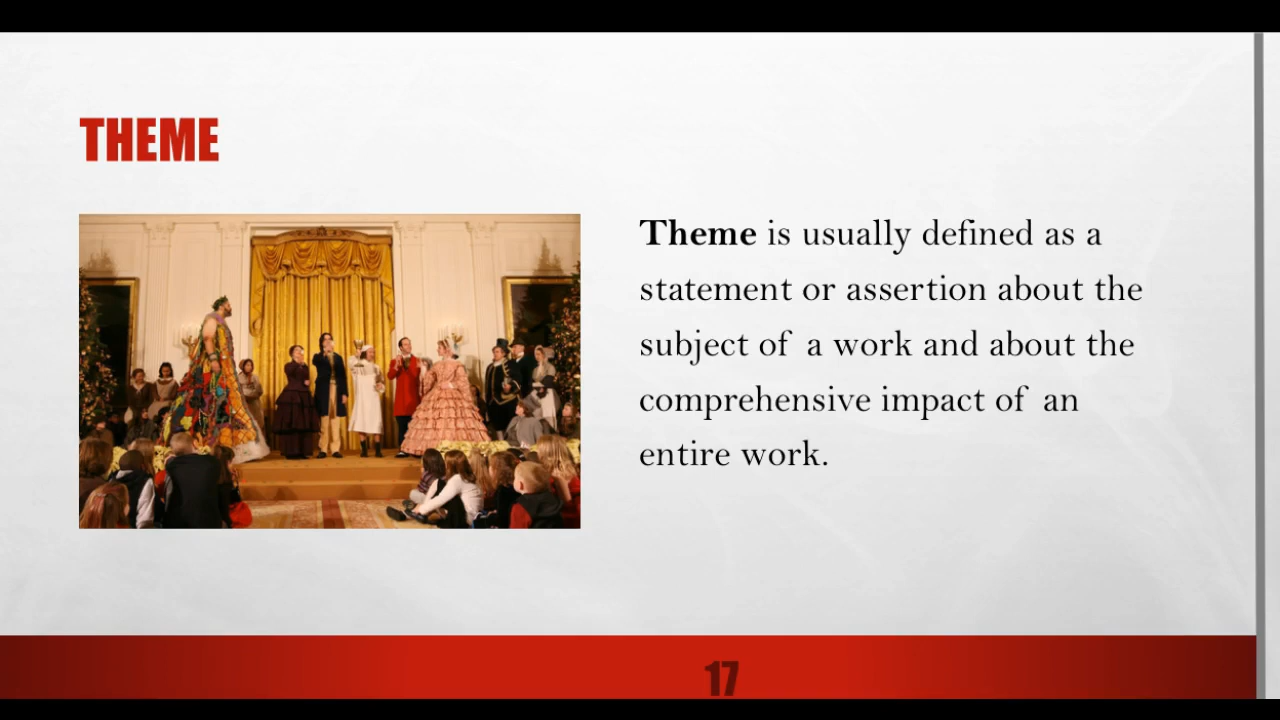 THEME
Theme is usually defined as a
statement or assertion about the
subject of a work and about the
comprehensive impact of an
entire work.
17